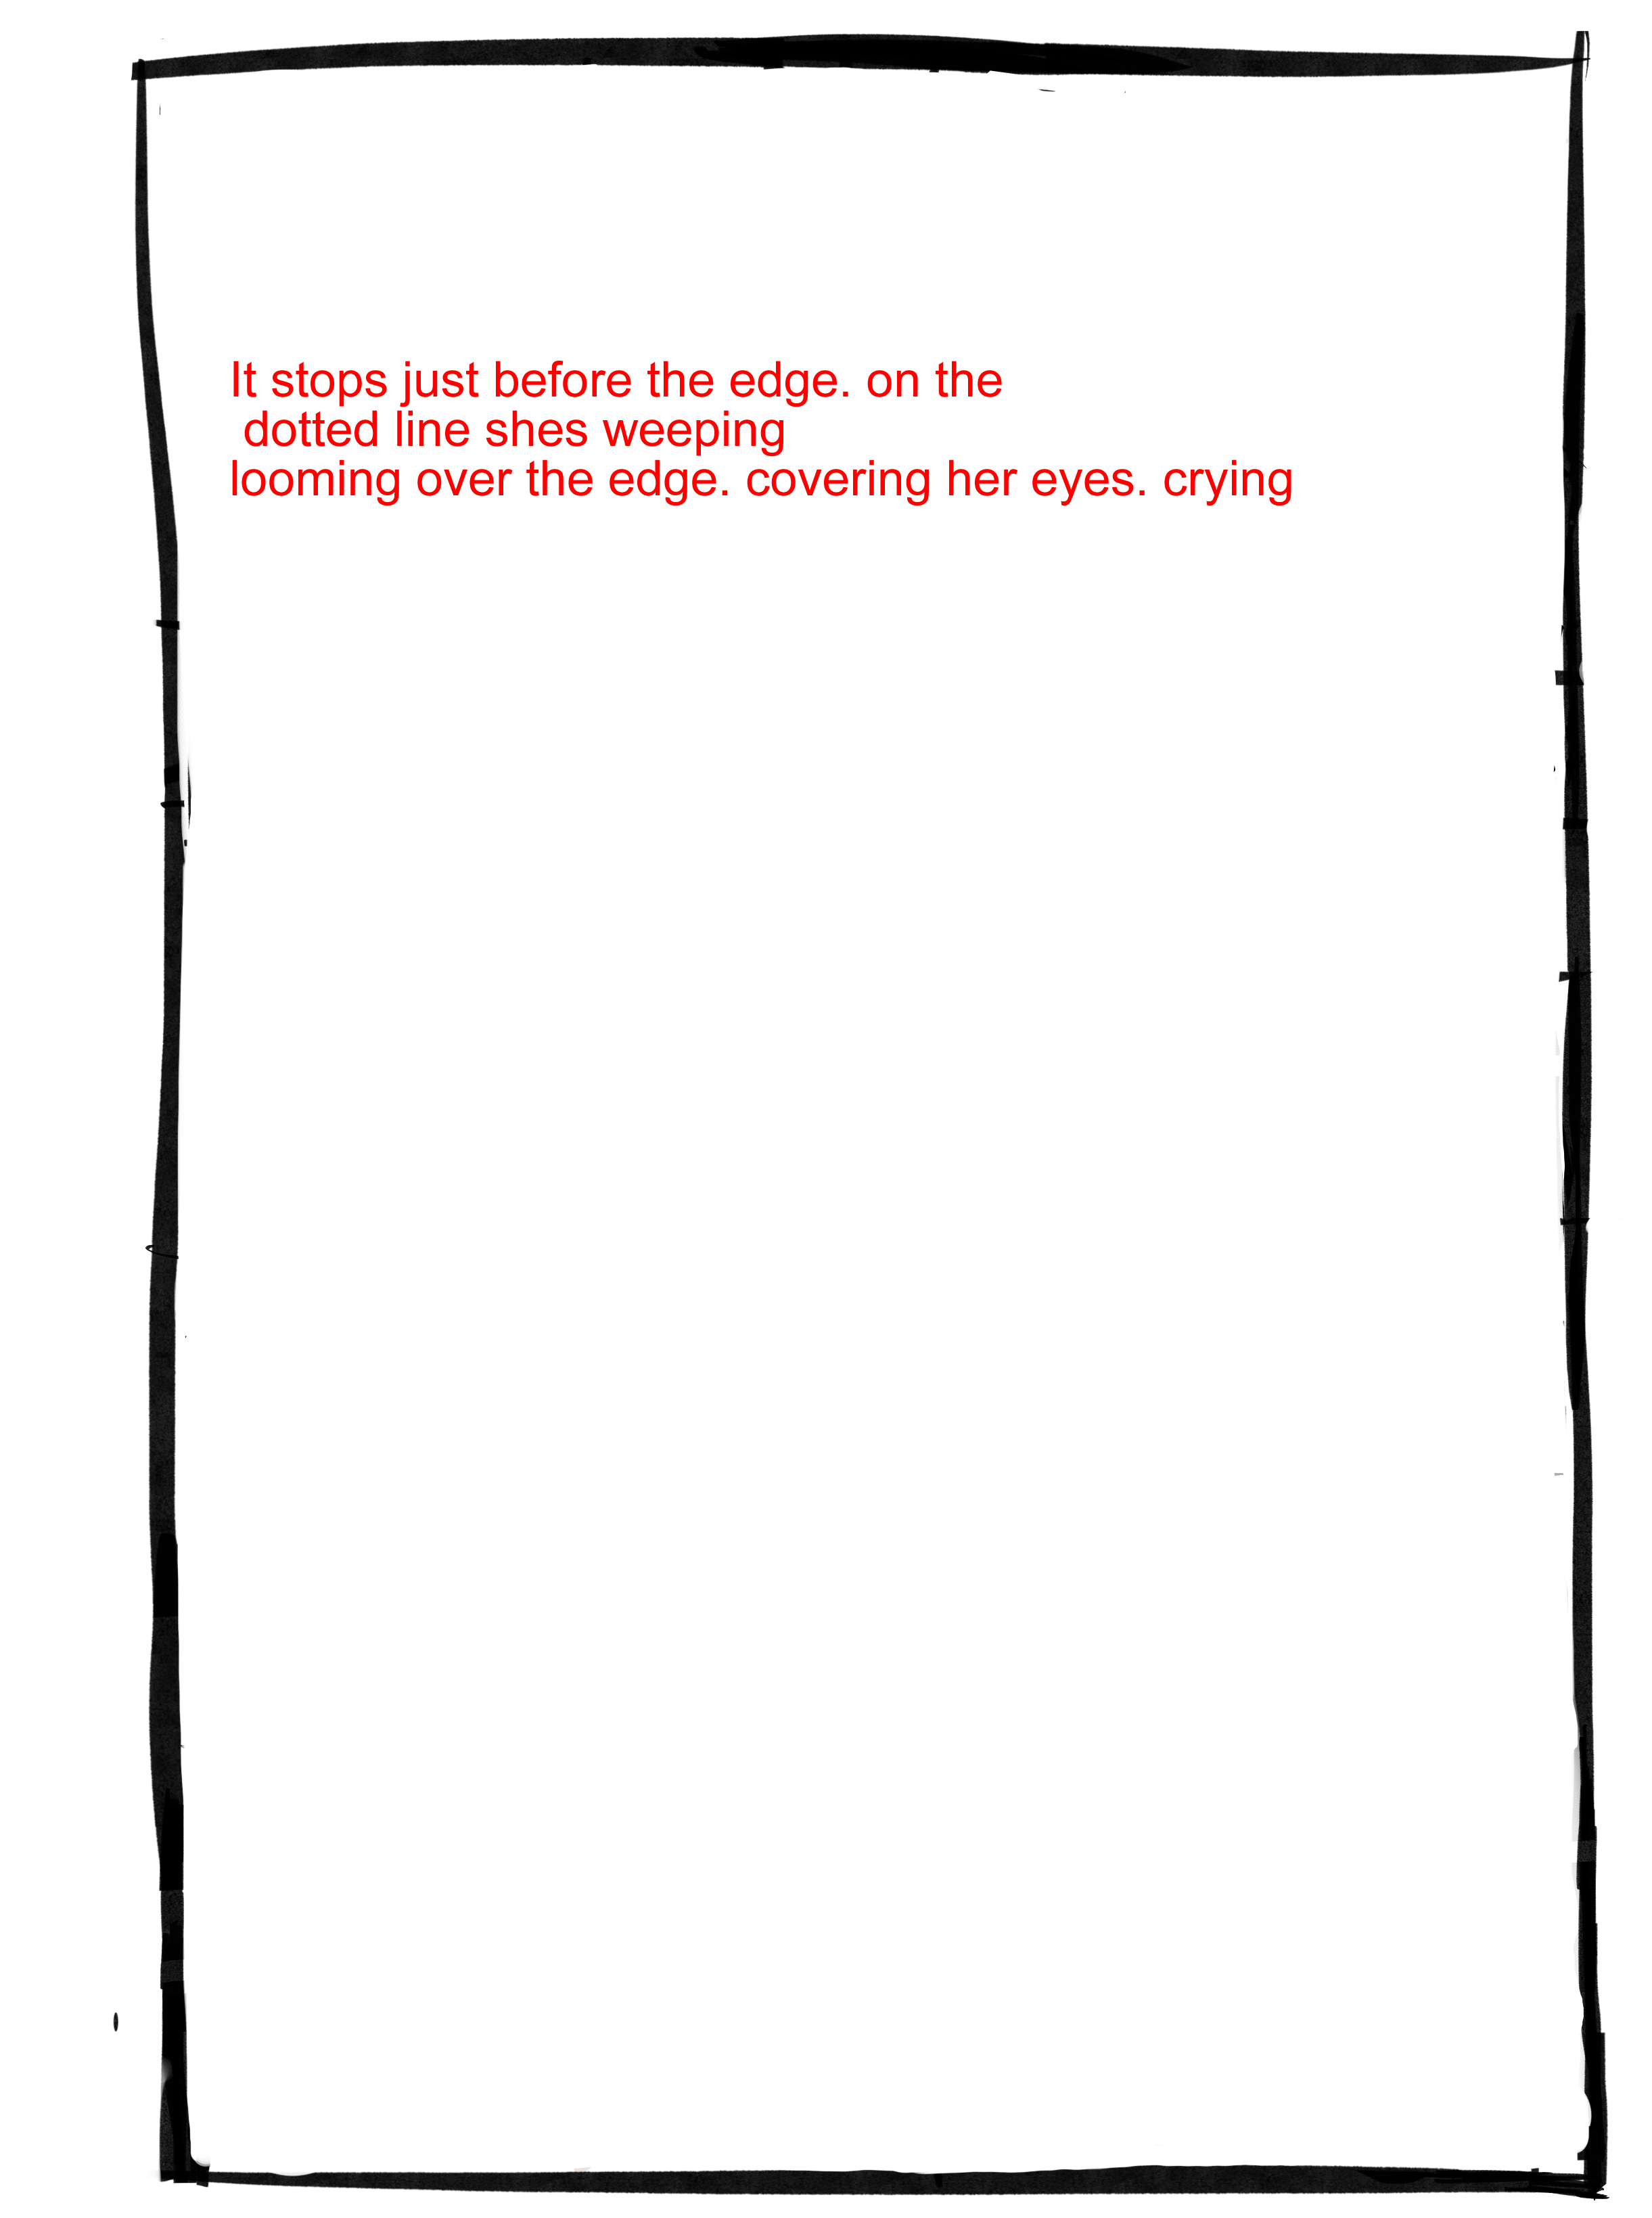 It stops just before the edge. on the
dotted line shes weeping
looming over the edge. covering her eyes. crying